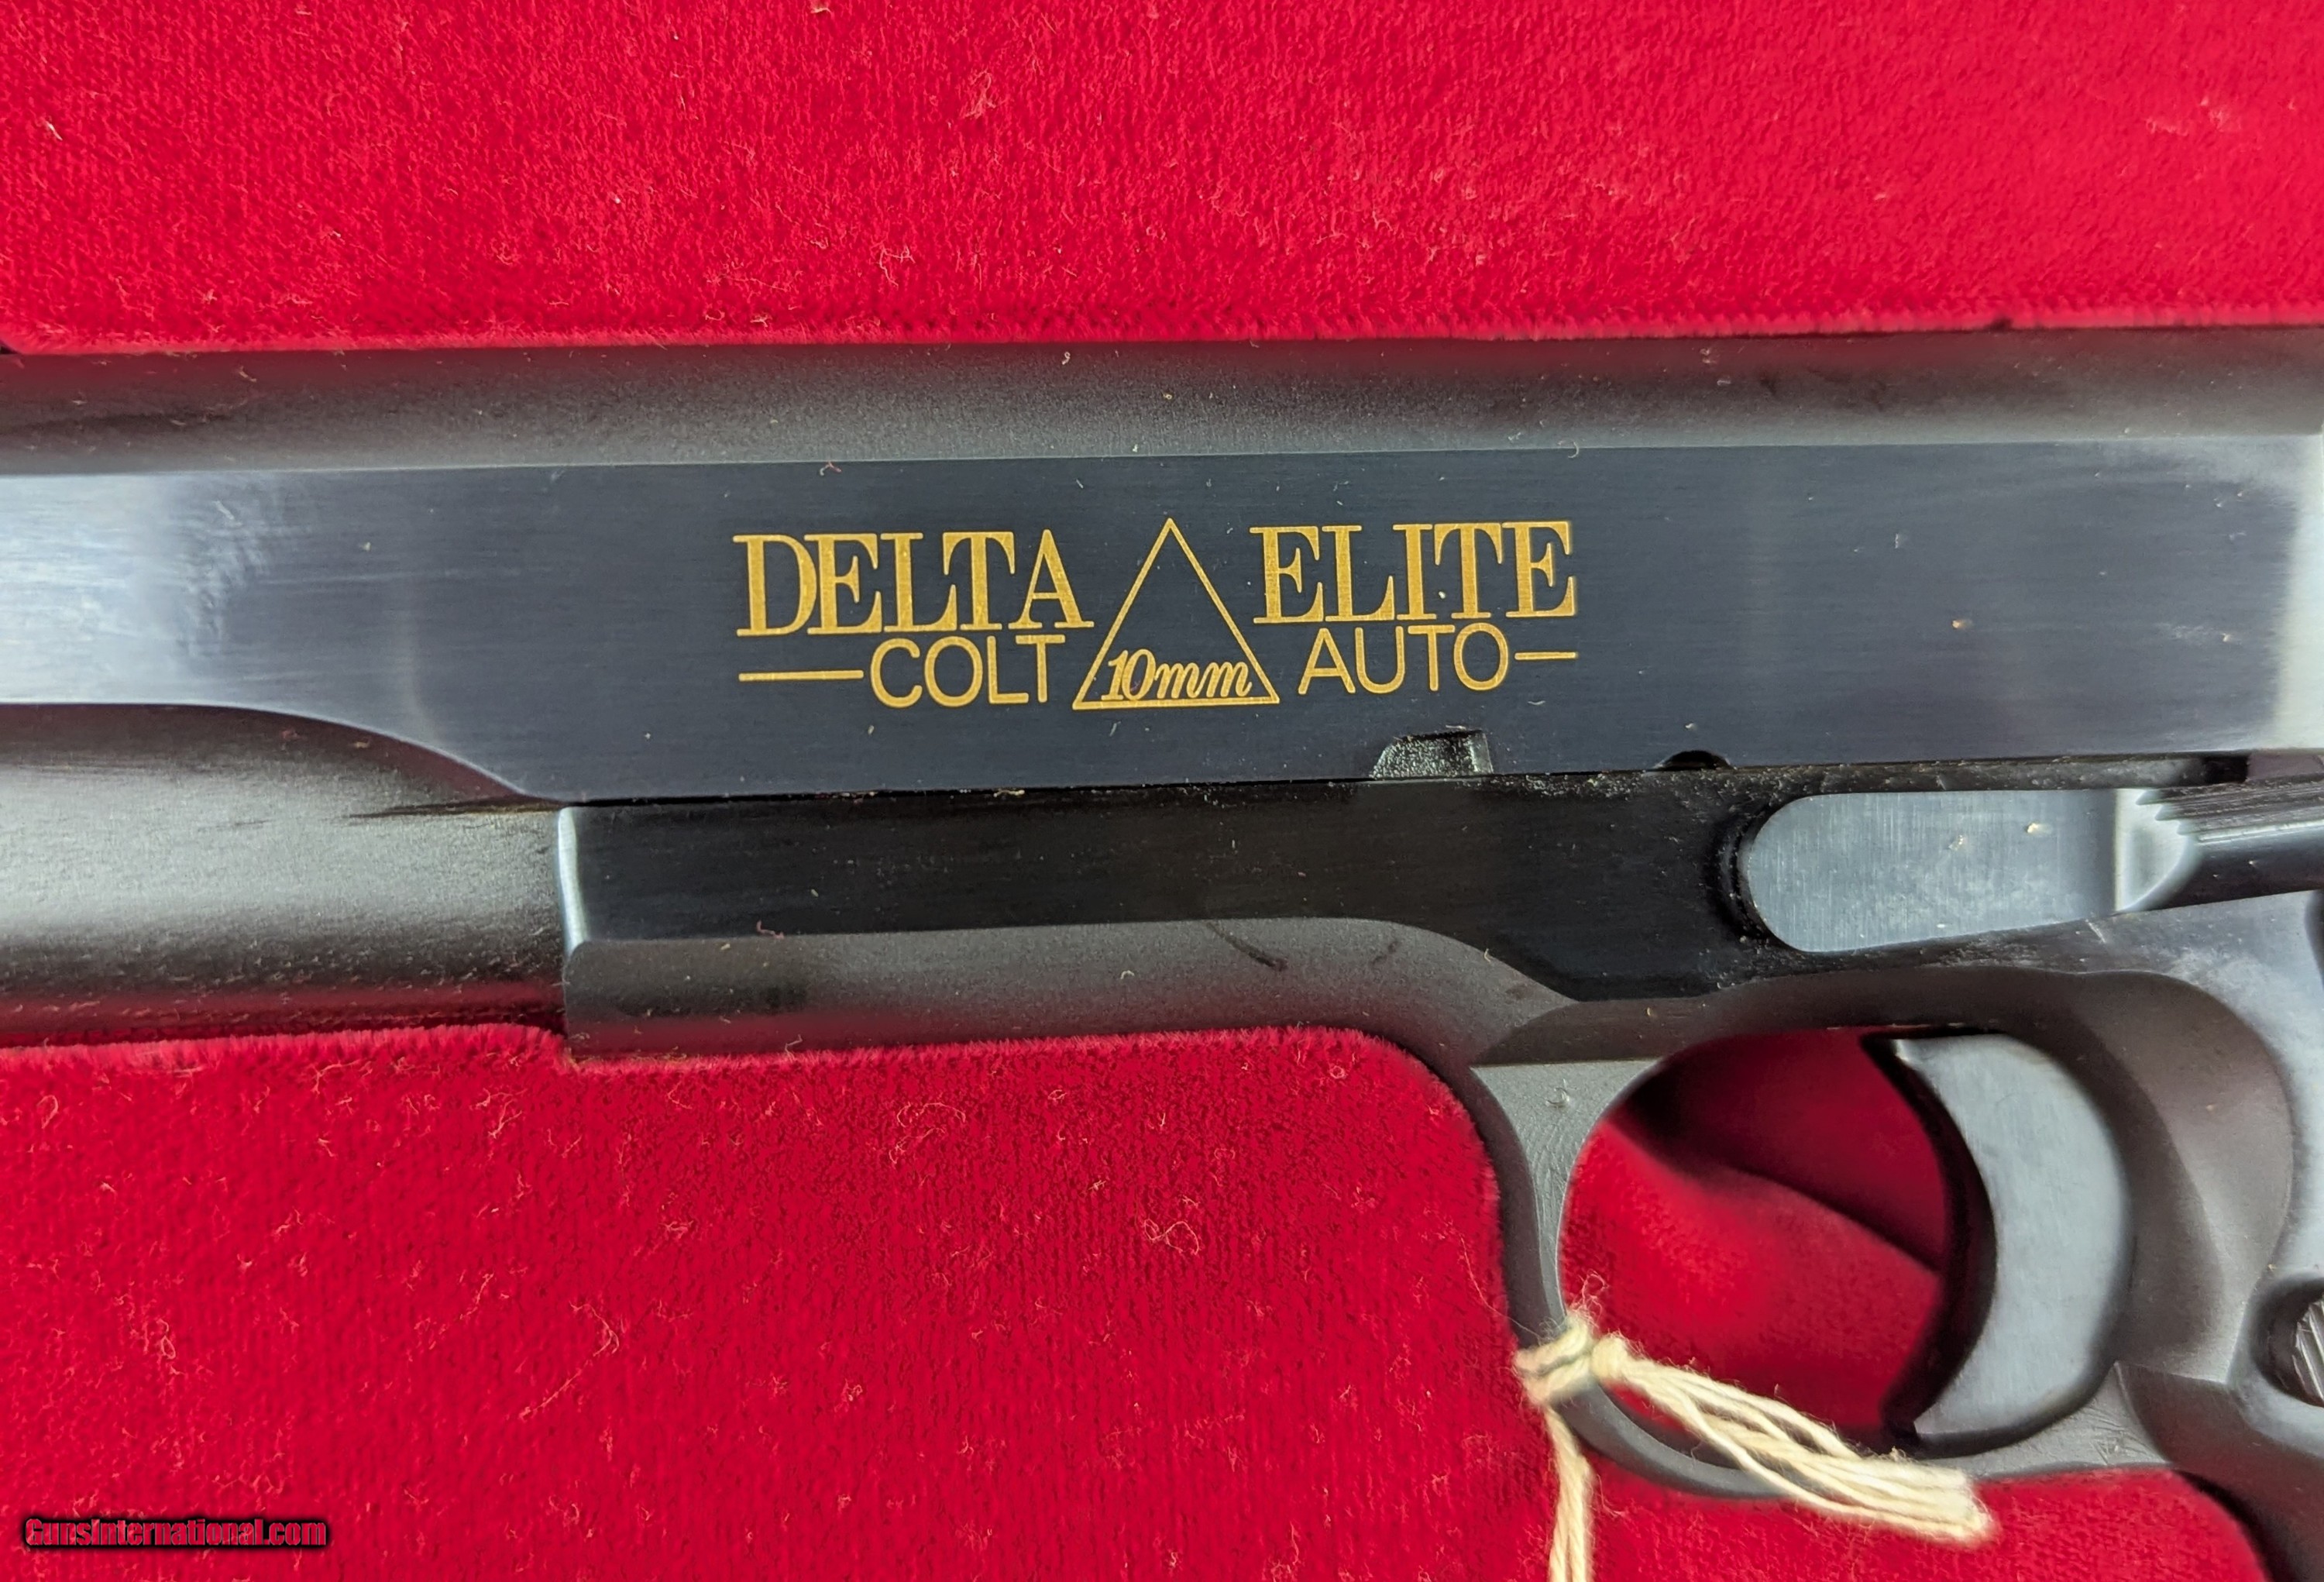 DELTA ELITE
COLT 10mm AUTO
GunsInternational.com